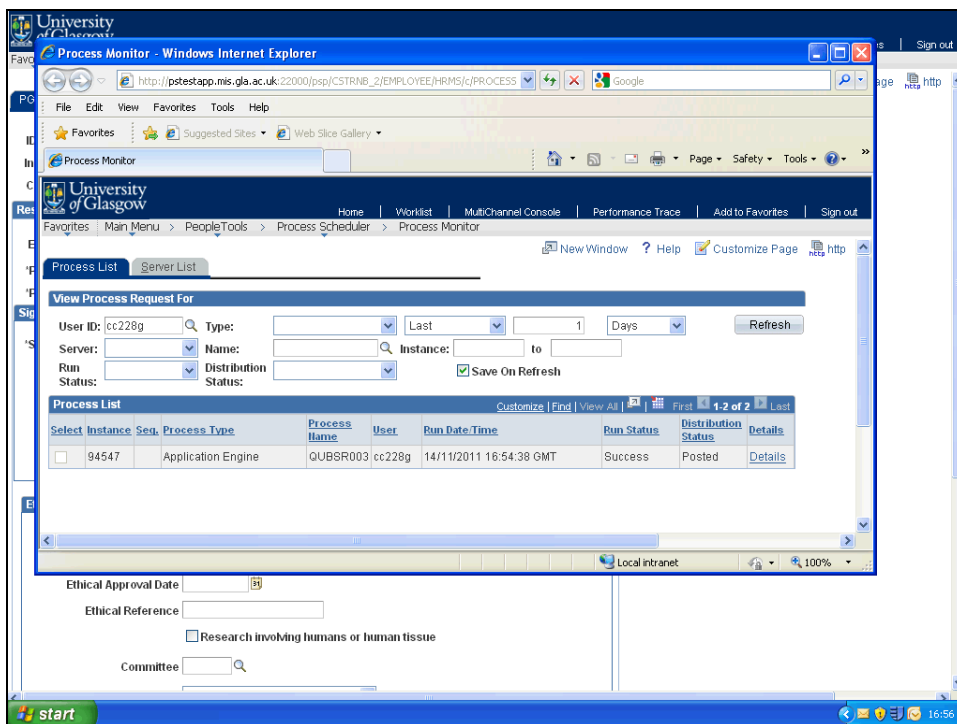 University
of Glasgow
Sign out
Favo
Process Monitor - Windows Internet Explorer
http://pstestapp.mis.gla.ac.uk:22000/psp/CSTRNB_2/EMPLOYEE/HRMS/c/PROCESS
Google
File Edit View Favorites Tools Help
Favorites Suggested Sites Web Slice Gallery
Process Monitor
Page Safety Tools
University
of Glasgow
Home | Worklist | MultiChannel Console | Performance Trace | Add to Favorites | Sign out
Favorites Main Menu > PeopleTools > Process Scheduler > Process Monitor
New Window ? Help Customize Page http
age http
PG
Process List Server List
View Process Request For
User ID: cc228g Type: Last 1 Days Refresh
Server: Name: Instance: to
Run Status: Distribution Status: Save On Refresh
Process List Customize | Find | View All | First 1-2 of 2 Last
Select Instance Seq. Process Type Process Name User Run Date/Time Run Status Distribution Status Details
94547 Application Engine QUBSR003 cc228g 14/11/2011 16:54:38 GMT Success Posted Details
Local intranet 100%
Ethical Approval Date 31
Ethical Reference
Research involving humans or human tissue
Committee
start 16:56